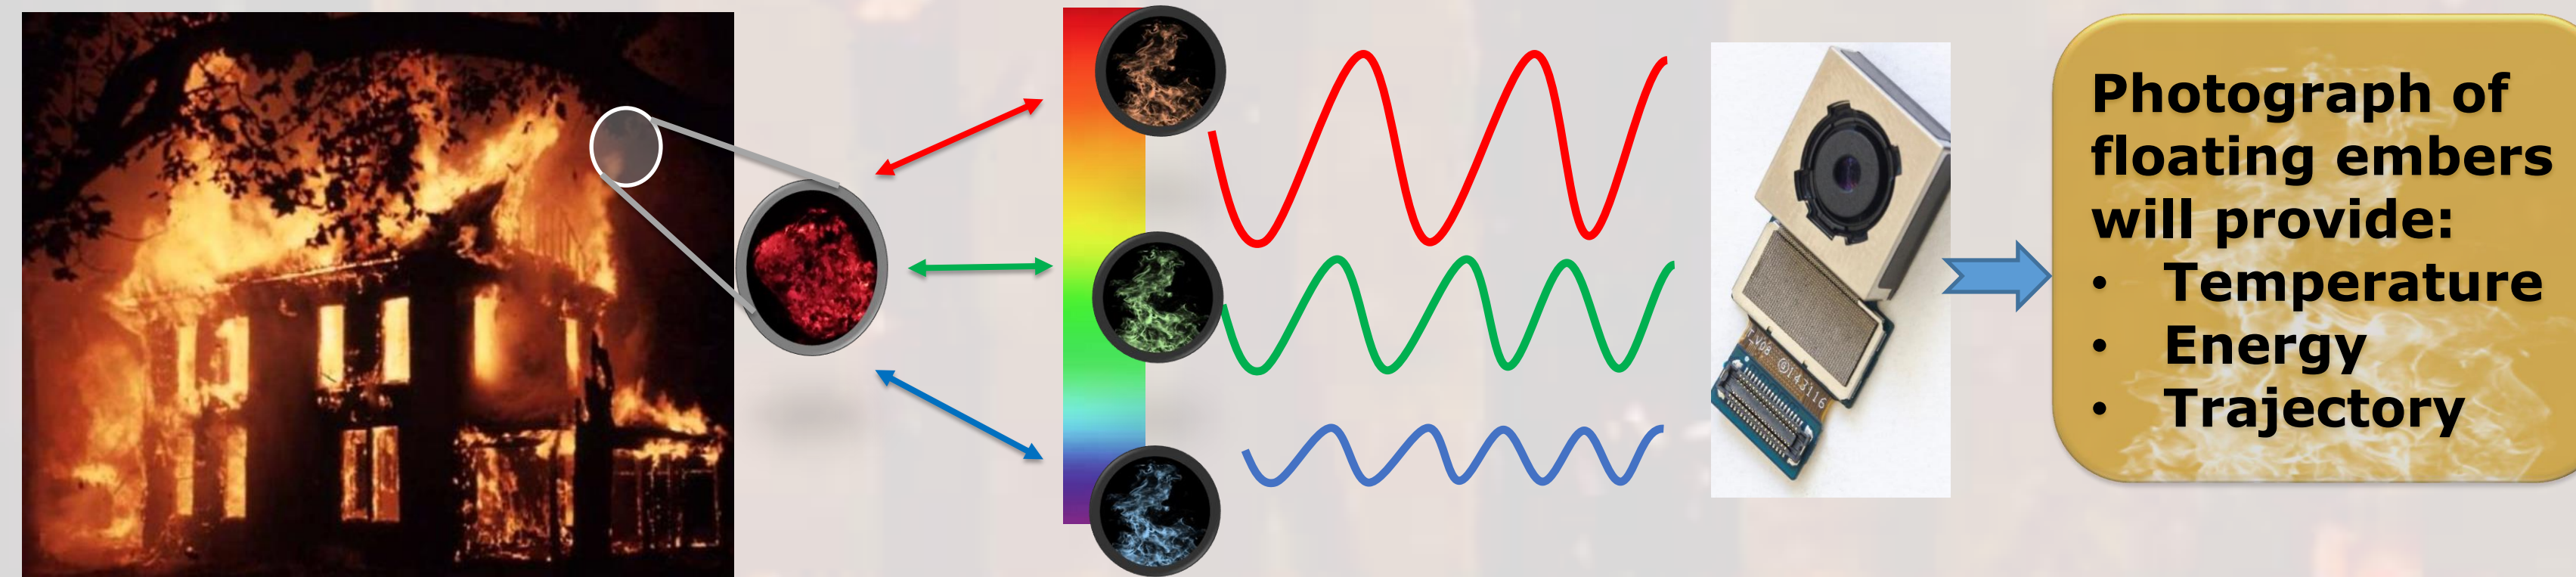 Photograph of
floating embers
will provide:
• Temperature
• Energy
• Trajectory